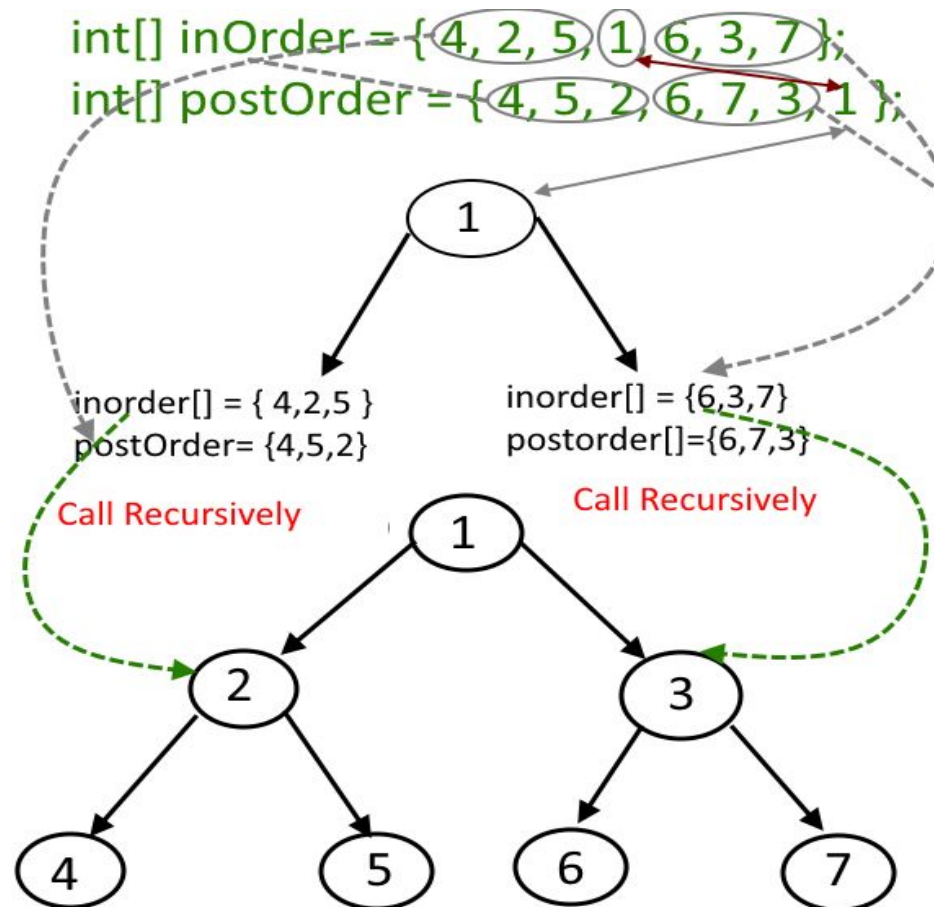 int[] inOrder = { 4, 2, 5, 1, 6, 3, 7 };
int[] postOrder = { 4, 5, 2, 6, 7, 3, 1 };
1
inorder[] = { 4,2,5 }
postOrder= {4,5,2}
inorder[] = {6,3,7}
postorder[]={6,7,3}
Call Recursively
Call Recursively
1
2
3
4
5
6
7